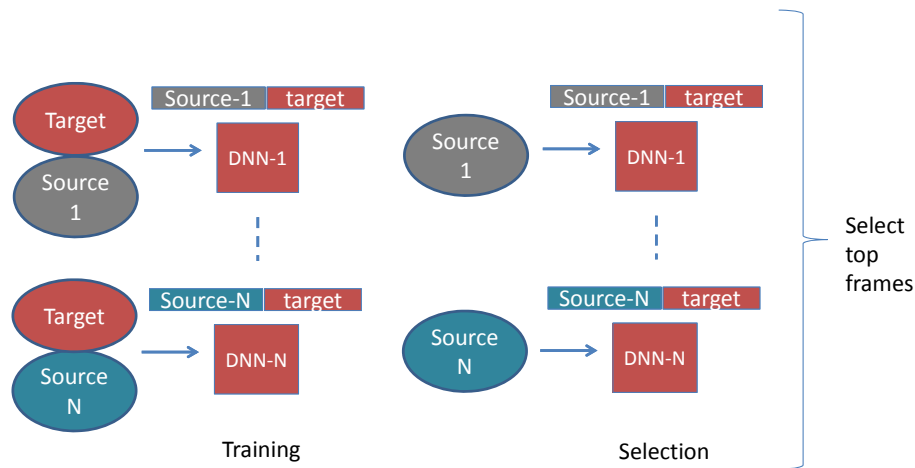 Source-1 target
Target
DNN-1
Source
1
Source-N target
Target
DNN-N
Source
N
Training
Source-1 target
Source
1
DNN-1
Source-N target
Source
N
DNN-N
Selection
Select
top
frames